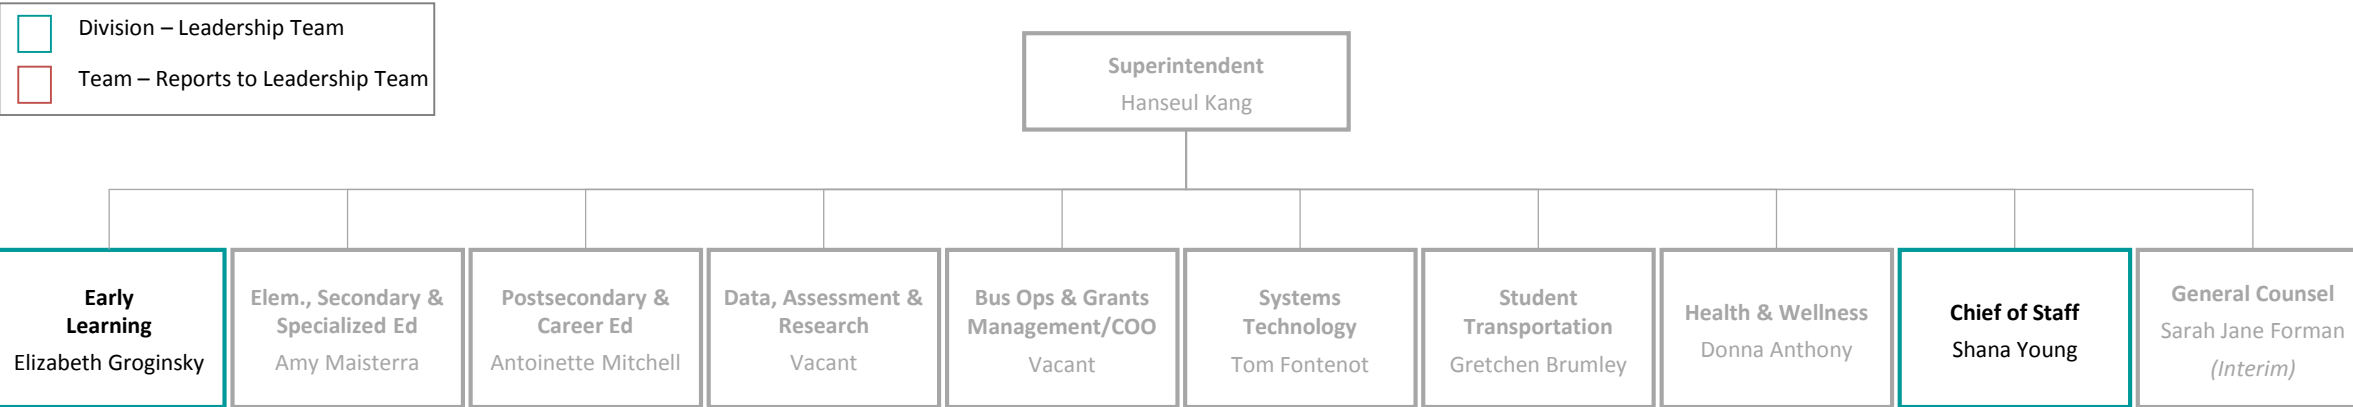 Division – Leadership Team
Team – Reports to Leadership Team
Superintendent
Hanseul Kang
Early
Learning
Elizabeth Groginsky
Elem., Secondary &
Specialized Ed
Amy Maisterra
Postsecondary &
Career Ed
Antoinette Mitchell
Data, Assessment &
Research
Vacant
Bus Ops & Grants
Management/COO
Vacant
Systems
Technology
Tom Fontenot
Student
Transportation
Gretchen Brumley
Health & Wellness
Donna Anthony
Chief of Staff
Shana Young
General Counsel
Sarah Jane Forman
(Interim)